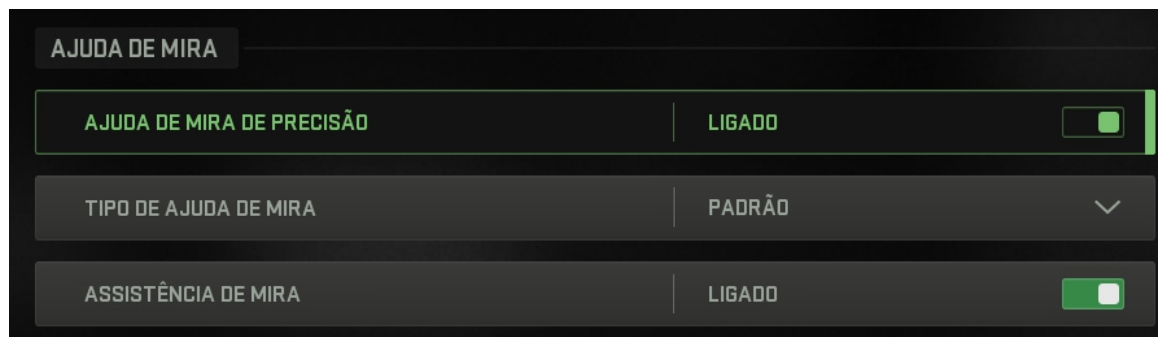 AJUDA DE MIRA
AJUDA DE MIRA DE PRECISÃO LIGADO
TIPO DE AJUDA DE MIRA PADRÃO
ASSISTÊNCIA DE MIRA LIGADO